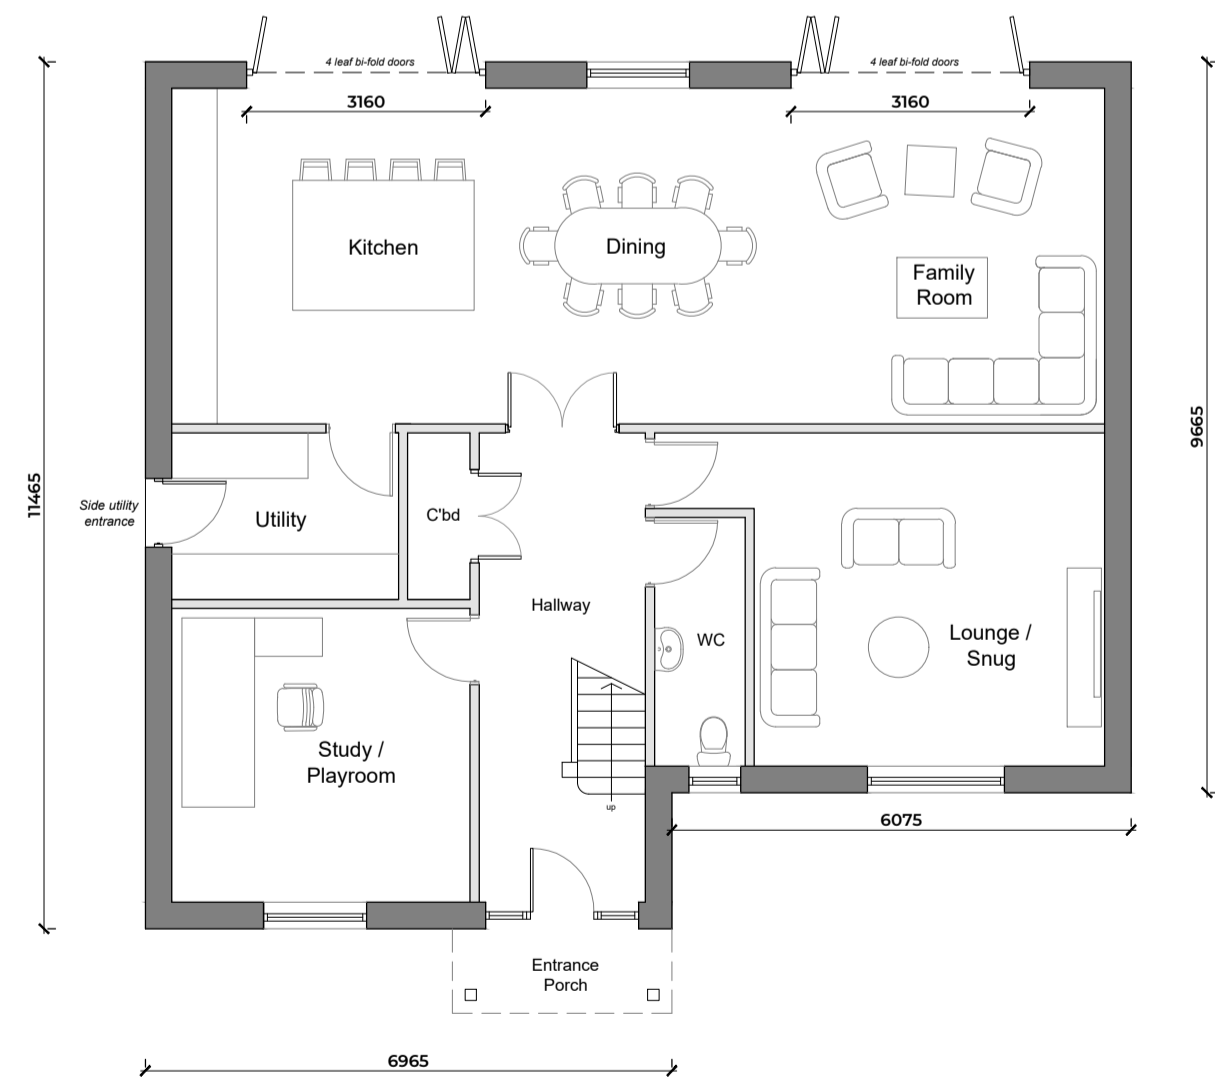 4 leaf bi-fold doors
4 leaf bi-fold doors
3160
3160
Kitchen
Dining
Family
Room
11465
9665
Side utility
entrance
Utility
C'bd
Hallway
WC
Lounge /
Snug
Study /
Playroom
up
6075
Entrance
Porch
6965